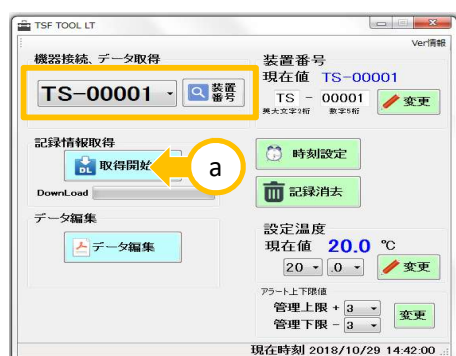 TSF TOOL LT
Ver情報
機器接続、データ取得
TS-00001
装置
番号
装置番号
現在値 TS-00001
TS - 00001
英大文字2桁 数字5桁
変更
記録情報取得
DL
取得開始
a
DownLoad
時刻設定
記録消去
データ編集
データ編集
設定温度
現在値 20.0 ℃
20 .0
変更
アラート上下限値
管理上限 + 3
管理下限 - 3
変更
現在時刻 2018/10/29 14:42:00